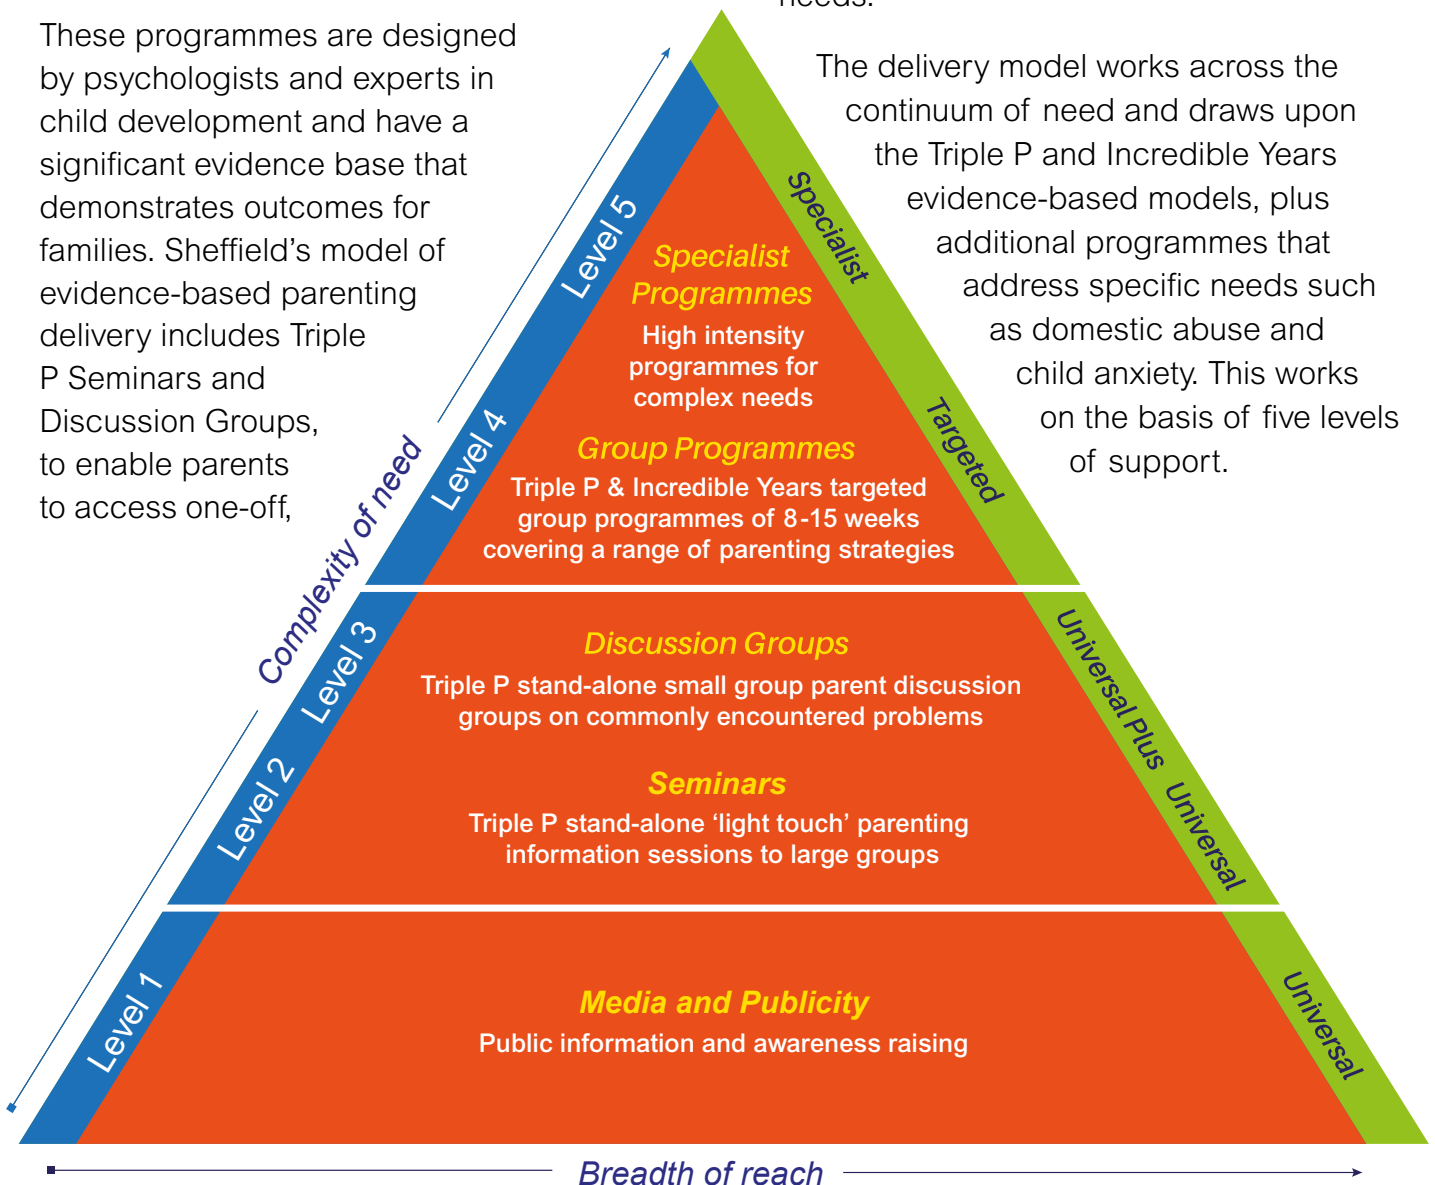 These programmes are designed
by psychologists and experts in
child development and have a
significant evidence base that
demonstrates outcomes for
families. Sheffield’s model of
evidence-based parenting
delivery includes Triple
P Seminars and
Discussion Groups,
to enable parents
to access one-off,
needs.
The delivery model works across the
continuum of need and draws upon
the Triple P and Incredible Years
evidence-based models, plus
additional programmes that
address specific needs such
as domestic abuse and
child anxiety. This works
on the basis of five levels
of support.
Complexity of need
Level 5
Specialist
Programmes
High intensity
programmes for
complex needs
Specialist
Level 4
Group Programmes
Triple P & Incredible Years targeted
group programmes of 8-15 weeks
covering a range of parenting strategies
Targeted
Level 3
Discussion Groups
Triple P stand-alone small group parent discussion
groups on commonly encountered problems
Universal Plus
Level 2
Seminars
Triple P stand-alone ‘light touch’ parenting
information sessions to large groups
Universal
Level 1
Media and Publicity
Public information and awareness raising
Universal
Breadth of reach